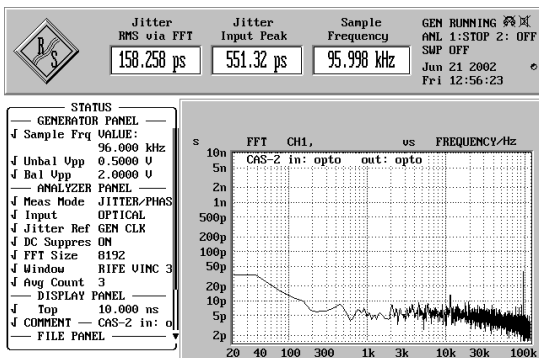 Jitter
RMS via FFT
158.258 ps
Jitter
Input Peak
551.32 ps
Sample
Frequency
95.998 kHz
GEN RUNNING
ANL 1:STOP 2: OFF
SWP OFF
Jun 21 2002
Fri 12:56:23
R S
STATUS
GENERATOR PANEL
Sample Frq VALUE:
96.000 kHz
Unbal Vpp 0.5000 V
Bal Vpp 2.0000 V
ANALYZER PANEL
Meas Mode JITTER/PHAS
Input OPTICAL
Jitter Ref GEN CLK
DC Suppres ON
FFT Size 8192
Window RIFE VINC 3
Avg Count 3
DISPLAY PANEL
Top 10.000 ns
COMMENT — CAS-2 in: o
FILE PANEL
s FFT CH1, vs FREQUENCY/Hz
CAS-2 in: opto out: opto
10n
5n
2n
1n
500p
200p
100p
50p
20p
10p
5p
2p
20 40 100 300 1k 3k 10k 30k 100k